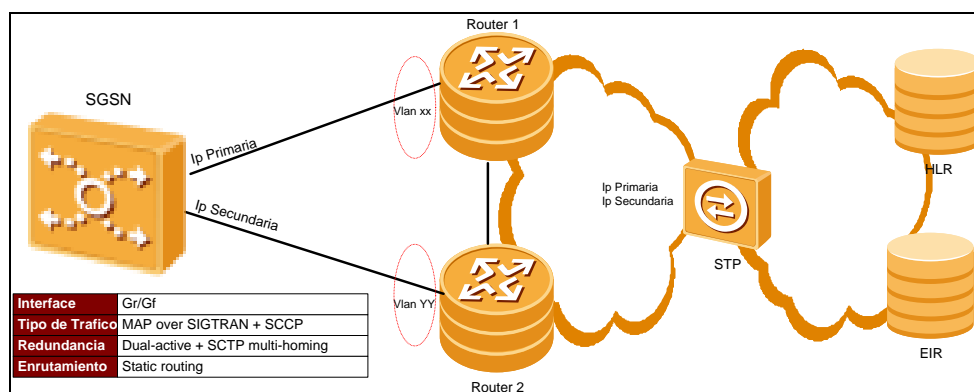 Router 1
SGSN
Vlan xx
Ip Primaria
HLR
Ip Primaria
Ip Secundaria
Ip Secundaria
STP
Vlan YY
Interface Gr/Gf
Tipo de Trafico MAP over SIGTRAN + SCCP
Redundancia Dual-active + SCTP multi-homing
Enrutamiento Static routing
EIR
Router 2